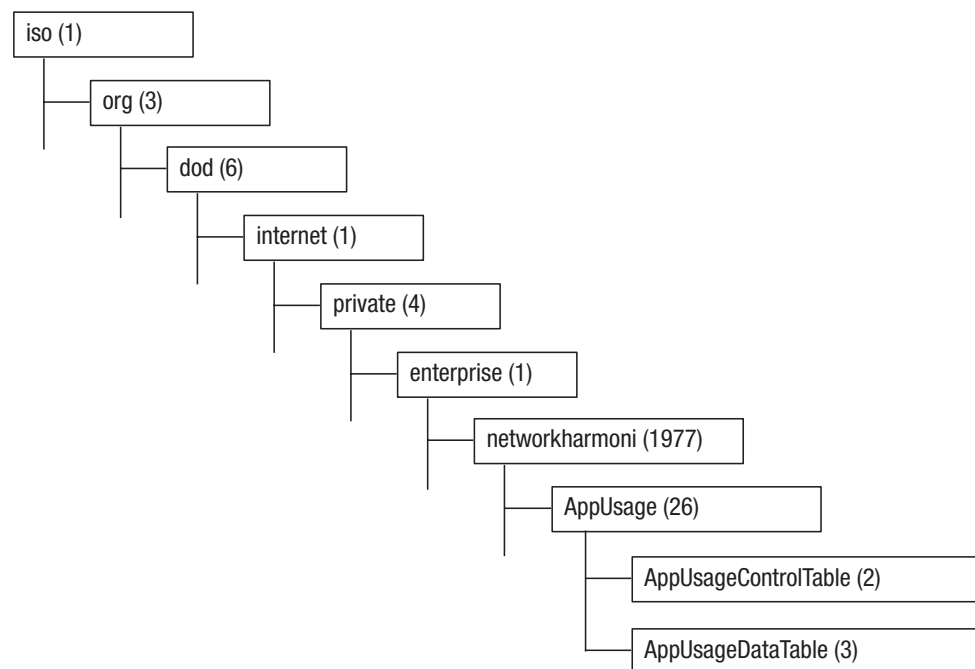 iso (1)
org (3)
dod (6)
internet (1)
private (4)
enterprise (1)
networkharmoni (1977)
AppUsage (26)
AppUsageControlTable (2)
AppUsageDataTable (3)